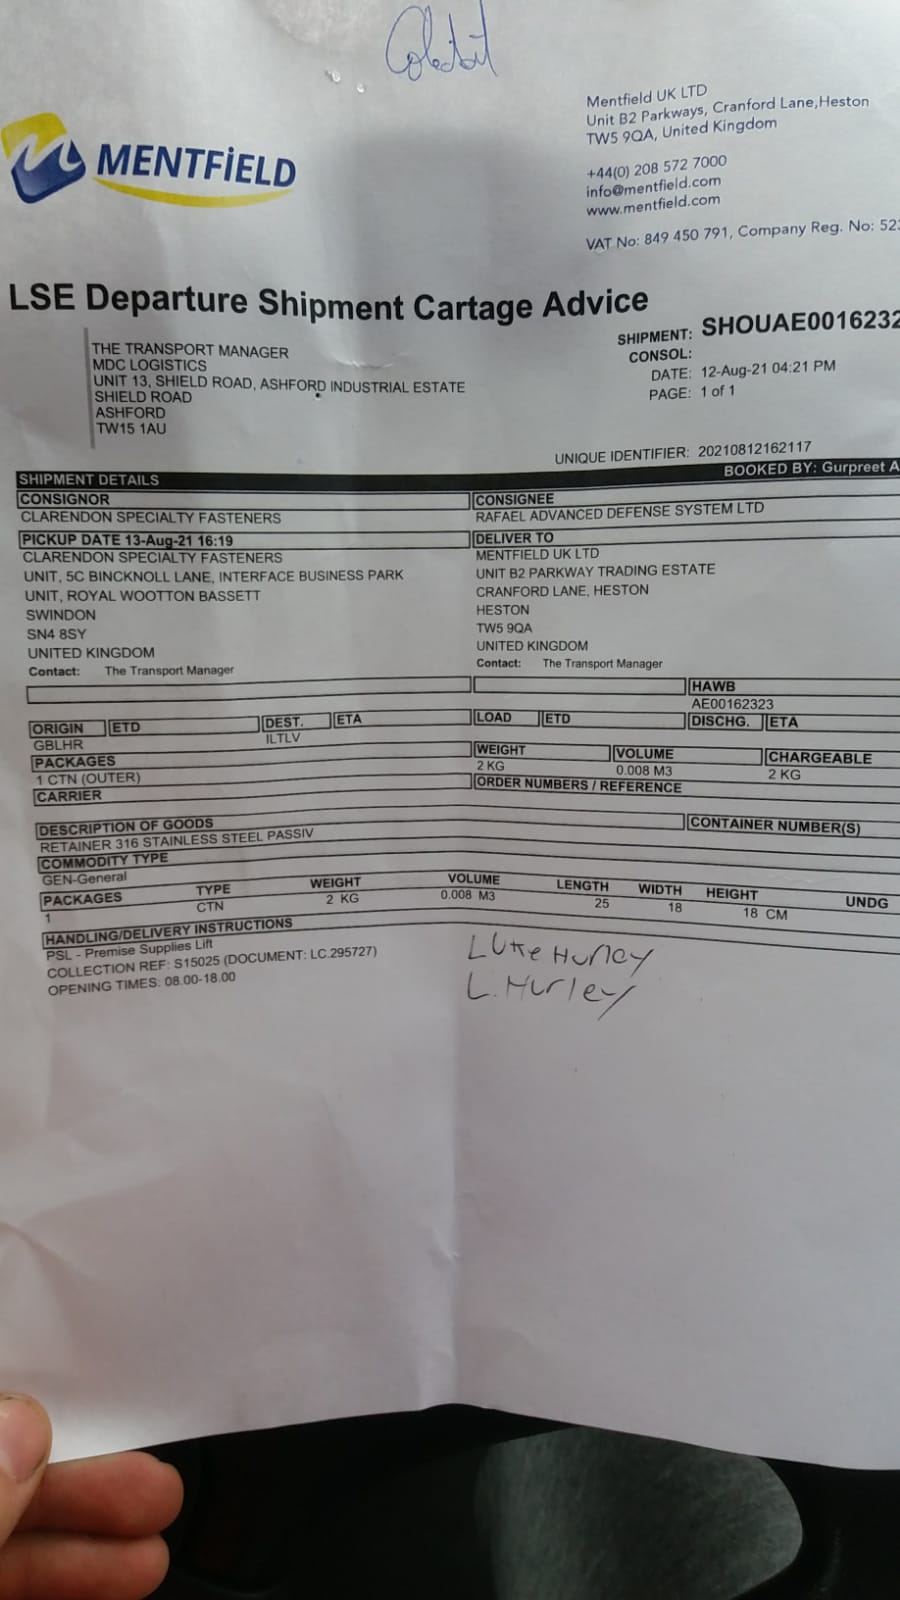 MENTFİELD
Mentfield UK LTD
Unit B2 Parkways, Cranford Lane,Heston
TW5 9QA, United Kingdom
+44(0) 208 572 7000
info@mentfield.com
www.mentfield.com
VAT No: 849 450 791, Company Reg. No:
LSE Departure Shipment Cartage Advice
THE TRANSPORT MANAGER
MDC LOGISTICS
UNIT 13, SHIELD ROAD, ASHFORD INDUSTRIAL ESTATE
SHIELD ROAD
ASHFORD
TW15 1AU
SHIPMENT: SHOUAE0016232
CONSOL:
DATE: 12-Aug-21 04:21 PM
PAGE: 1 of 1
UNIQUE IDENTIFIER: 20210812162117
SHIPMENT DETAILS BOOKED BY: Gurpreet A
CONSIGNOR CONSIGNEE
CLARENDON SPECIALTY FASTENERS RAFAEL ADVANCED DEFENSE SYSTEM LTD
PICKUP DATE 13-Aug-21 16:19 DELIVER TO
CLARENDON SPECIALTY FASTENERS MENTFIELD UK LTD
UNIT, 5C BINCKNOLL LANE, INTERFACE BUSINESS PARK UNIT B2 PARKWAY TRADING ESTATE
UNIT, ROYAL WOOTTON BASSETT CRANFORD LANE, HESTON
SWINDON HESTON
SN4 8SY TW5 9QA
UNITED KINGDOM UNITED KINGDOM
Contact: The Transport Manager Contact: The Transport Manager
HAWB
AE00162323
ORIGIN ETD DEST. ETA LOAD ETD DISCHG. ETA
GBLHR ILTLV
PACKAGES WEIGHT VOLUME CHARGEABLE
1 CTN (OUTER) 2 KG 0.008 M3 2 KG
CARRIER ORDER NUMBERS / REFERENCE
DESCRIPTION OF GOODS CONTAINER NUMBER(S)
RETAINER 316 STAINLESS STEEL PASSIV
COMMODITY TYPE
GEN-General
PACKAGES TYPE WEIGHT VOLUME LENGTH WIDTH HEIGHT UNDG
1 CTN 2 KG 0.008 M3 25 18 18 CM
HANDLING/DELIVERY INSTRUCTIONS
PSL - Premise Supplies Lift
COLLECTION REF: S15025 (DOCUMENT: LC.295727)
OPENING TIMES: 08.00-18.00
Luke Hurley
L. Hurley